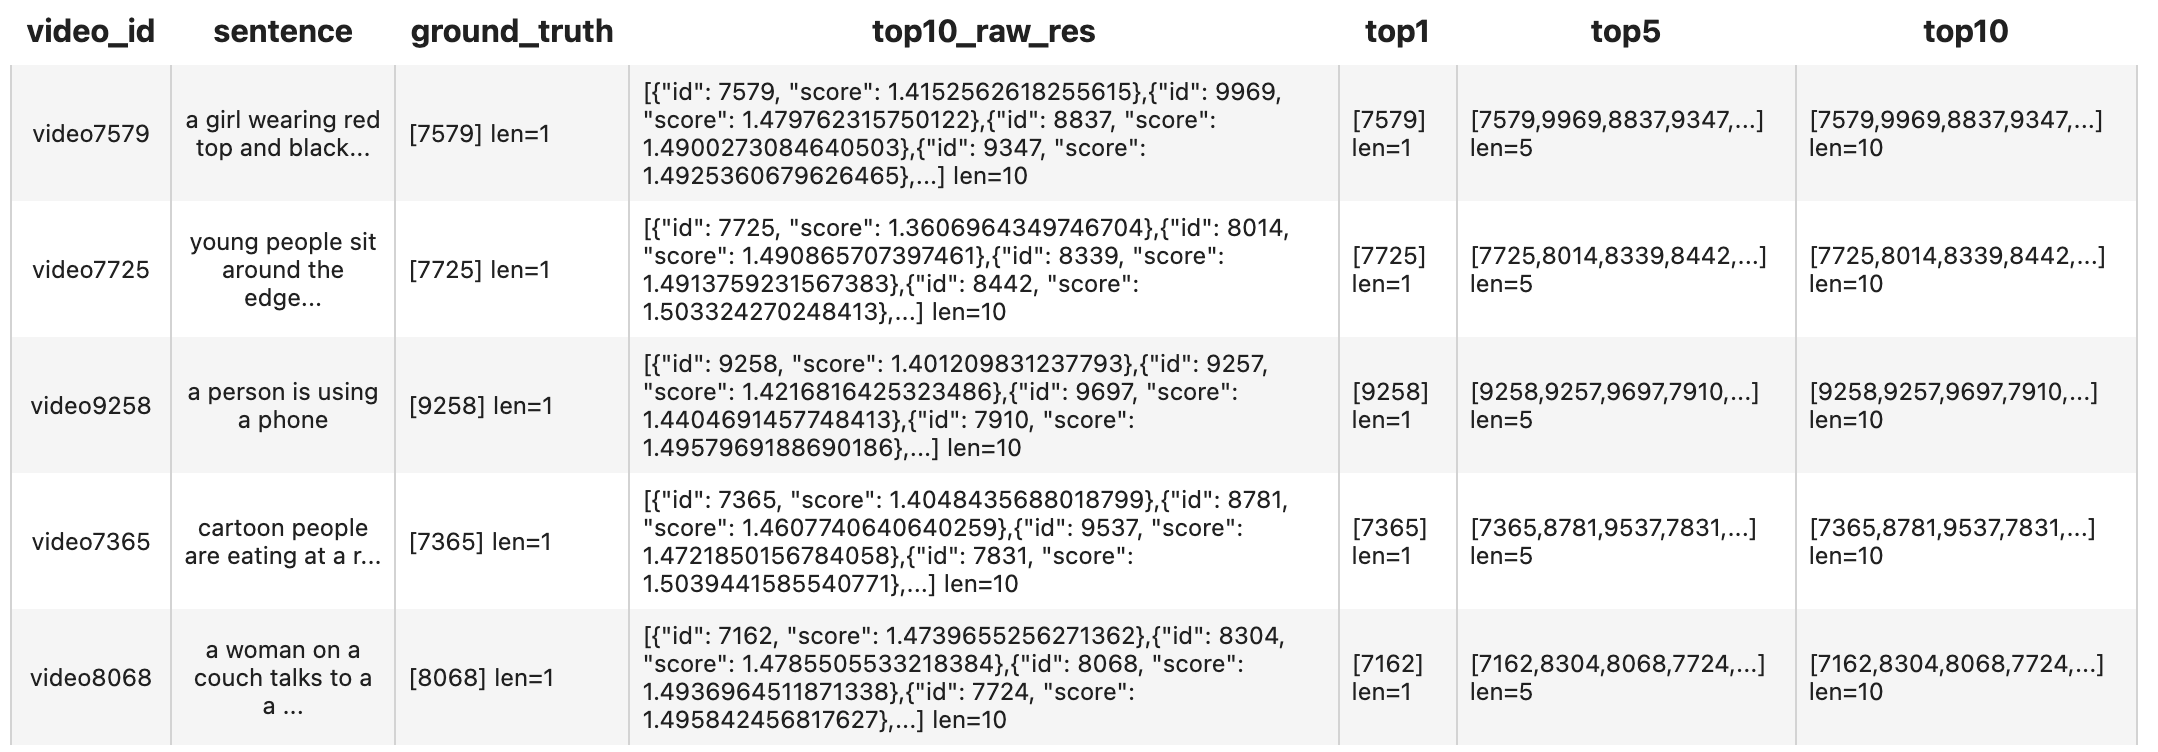 video_id sentence ground_truth top10_raw_res top1 top5 top10
video7579
a girl wearing red
top and black...
[7579] len=1
[{"id": 7579, "score": 1.4152562618255615},{"id": 9969,
"score": 1.479762315750122},{"id": 8837, "score":
1.4900273084640503},{"id": 9347, "score":
1.4925360679626465},...] len=10
[7579]
len=1
[7579,9969,8837,9347,...]
len=5
[7579,9969,8837,9347,...]
len=10
video7725
young people sit
around the
edge...
[7725] len=1
[{"id": 7725, "score": 1.3606964349746704},{"id": 8014,
"score": 1.490865707397461},{"id": 8339, "score":
1.4913759231567383},{"id": 8442, "score":
1.503324270248413},...] len=10
[7725]
len=1
[7725,8014,8339,8442,...]
len=5
[7725,8014,8339,8442,...]
len=10
video9258
a person is using
a phone
[9258] len=1
[{"id": 9258, "score": 1.401209831237793},{"id": 9257,
"score": 1.4216816425323486},{"id": 9697, "score":
1.4404691457748413},{"id": 7910, "score":
1.4957969188690186},...] len=10
[9258]
len=1
[9258,9257,9697,7910,...]
len=5
[9258,9257,9697,7910,...]
len=10
video7365
cartoon people
are eating at a r...
[7365] len=1
[{"id": 7365, "score": 1.4048435688018799},{"id": 8781,
"score": 1.4607740640640259},{"id": 9537, "score":
1.4721850156784058},{"id": 7831, "score":
1.5039441585540771},...] len=10
[7365]
len=1
[7365,8781,9537,7831,...]
len=5
[7365,8781,9537,7831,...]
len=10
video8068
a woman on a
couch talks to a
a ...
[8068] len=1
[{"id": 7162, "score": 1.4739655256271362},{"id": 8304,
"score": 1.4785505533218384},{"id": 8068, "score":
1.4936964511871338},{"id": 7724, "score":
1.495842456817627},...] len=10
[7162]
len=1
[7162,8304,8068,7724,...]
len=5
[7162,8304,8068,7724,...]
len=10